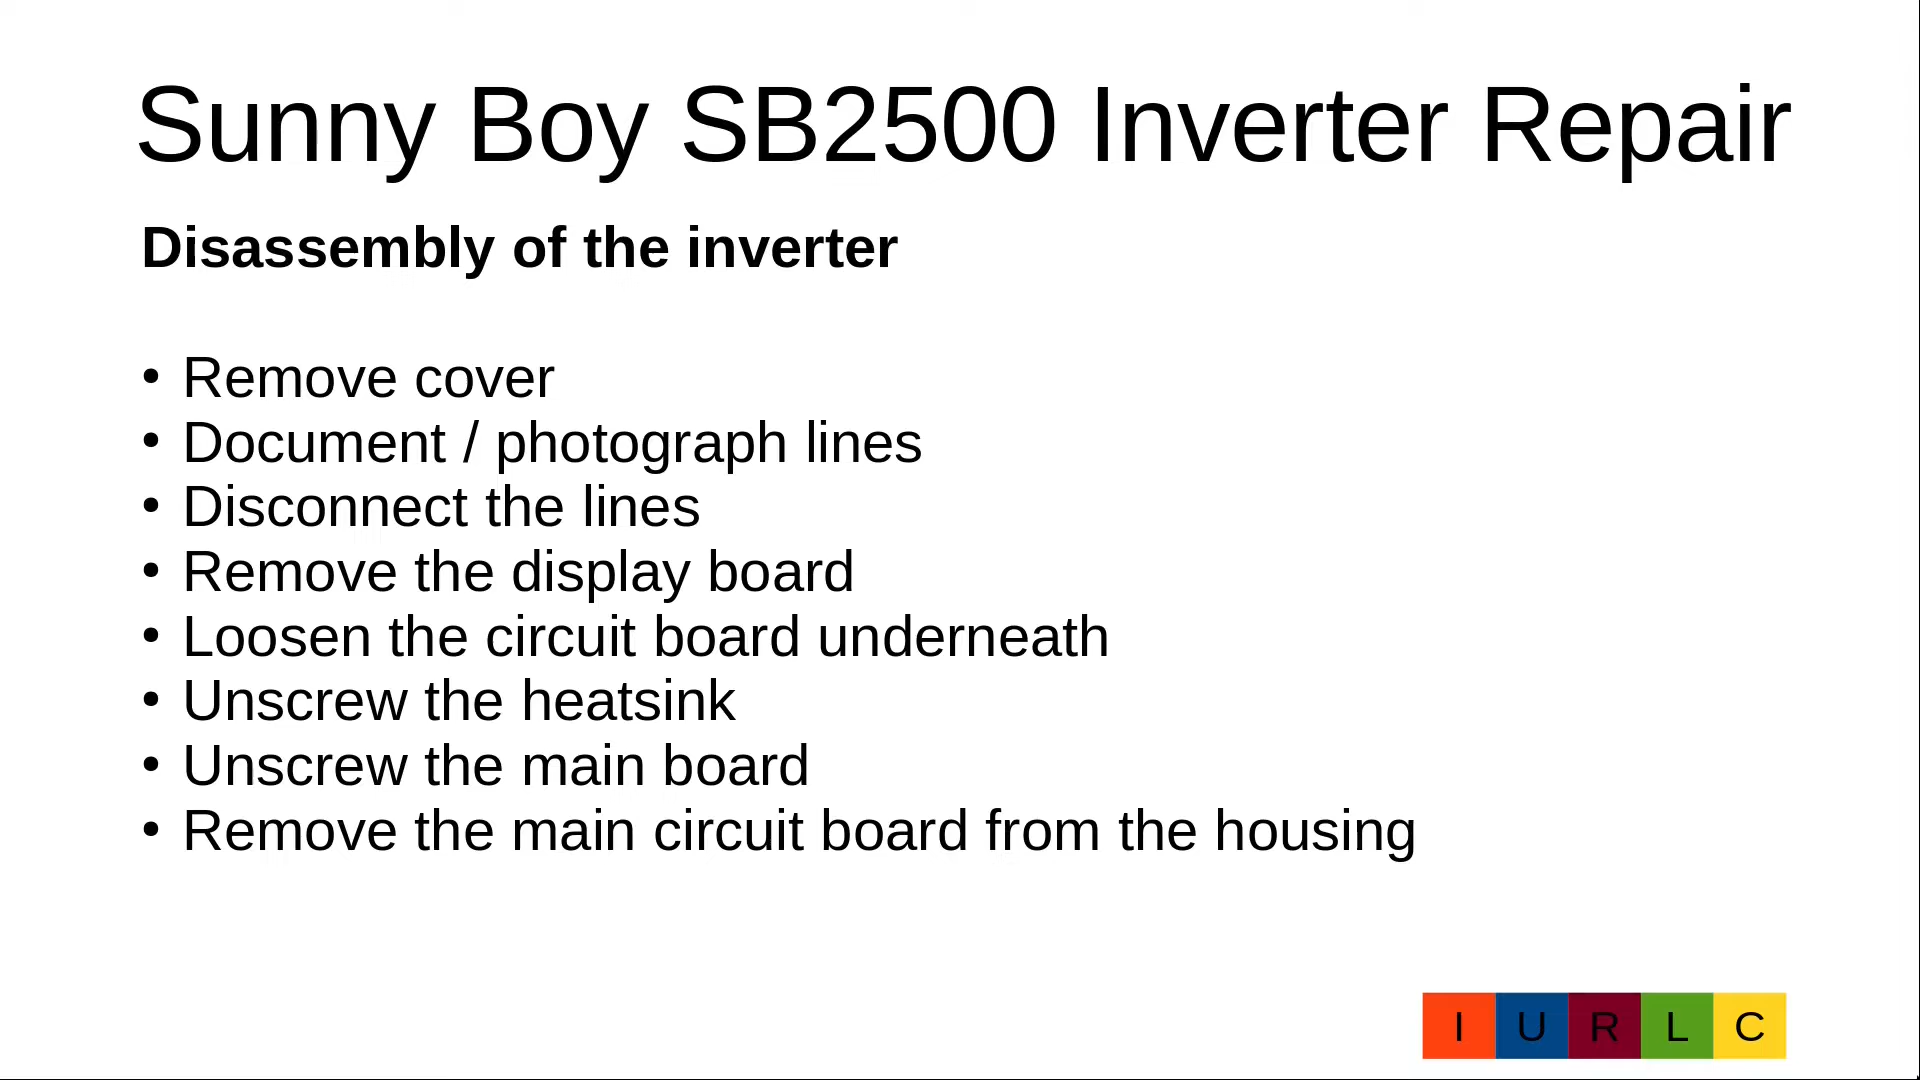 Sunny Boy SB2500 Inverter Repair
Disassembly of the inverter
• Remove cover
• Document / photograph lines
• Disconnect the lines
• Remove the display board
• Loosen the circuit board underneath
• Unscrew the heatsink
• Unscrew the main board
• Remove the main circuit board from the housing
I U R L C